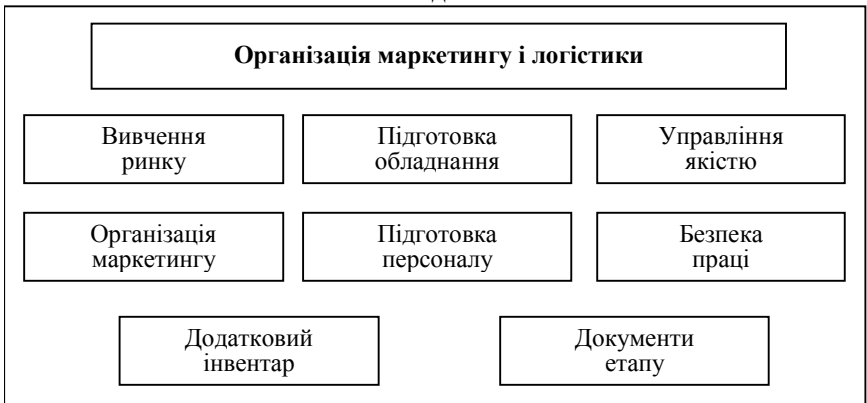 Організація маркетингу і логістики
Вивчення
ринку
Підготовка
обладнання
Управління
якістю
Організація
маркетингу
Підготовка
персоналу
Безпека
праці
Додатковий
інвентар
Документи
етапу